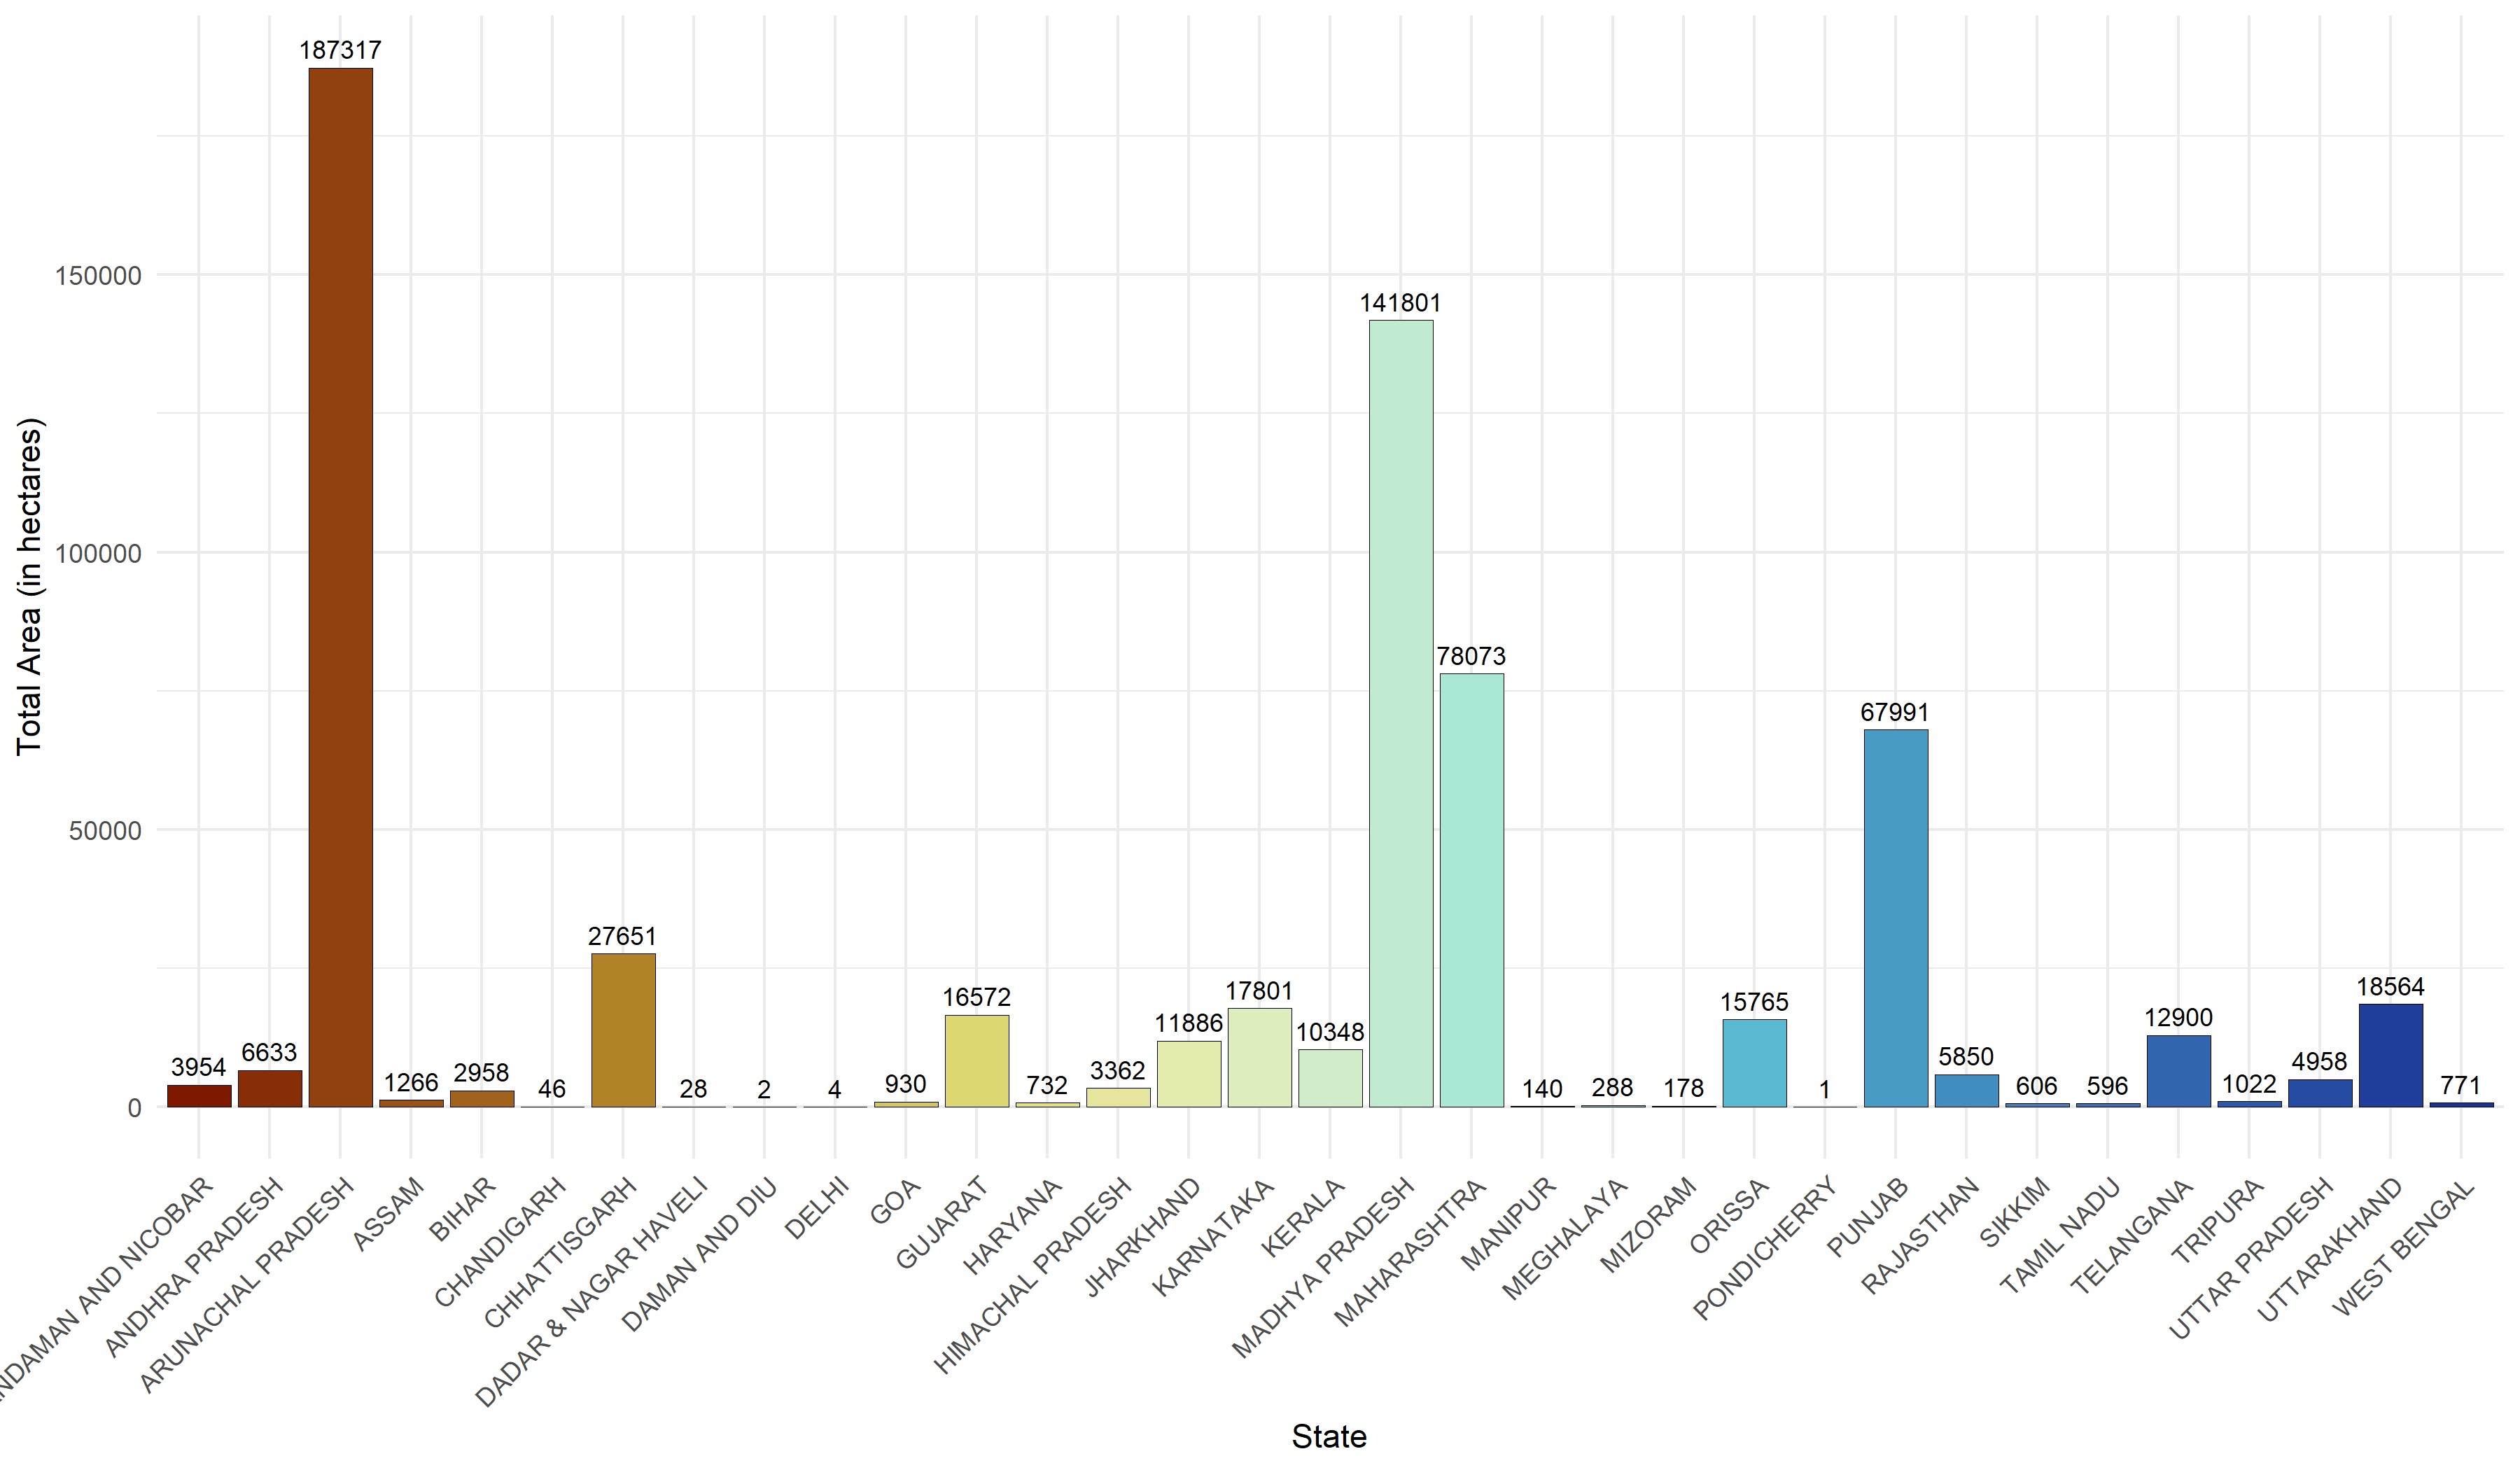 187317
150000
141801
Total Area (in hectares)
100000
78073
67991
50000
27651
16572
11886
17801
10348
15765
12900
18564
3954
6633
1266
2958
46
28
2
4
930
732
3362
140
288
178
1
5850
606
596
1022
4958
771
0
NDAMAN AND NICOBAR
ANDHRA PRADESH
ARUNACHAL PRADESH
ASSAM
BIHAR
CHANDIGARH
CHHATTISGARH
DADAR & NAGAR HAVELI
DAMAN AND DIU
DELHI
GOA
GUJARAT
HARYANA
HIMACHAL PRADESH
JHARKHAND
KARNATAKA
KERALA
MADHYA PRADESH
MAHARASHTRA
MANIPUR
MEGHALAYA
MIZORAM
ORISSA
PONDICHERRY
PUNJAB
RAJASTHAN
SIKKIM
TAMIL NADU
TELANGANA
TRIPURA
UTTAR PRADESH
UTTARAKHAND
WEST BENGAL
State